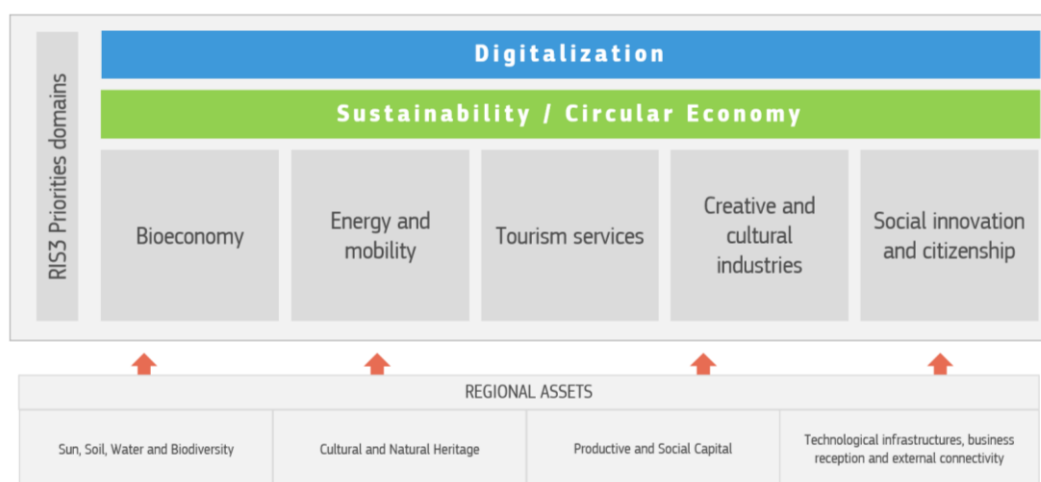 RIS3 Priorities domains
Digitalization
Sustainability / Circular Economy
Bioeconomy
Energy and
mobility
Tourism services
Creative and
cultural
industries
Social innovation
and citizenship
REGIONAL ASSETS
Sun, Soil, Water and Biodiversity
Cultural and Natural Heritage
Productive and Social Capital
Technological infrastructures, business
reception and external connectivity